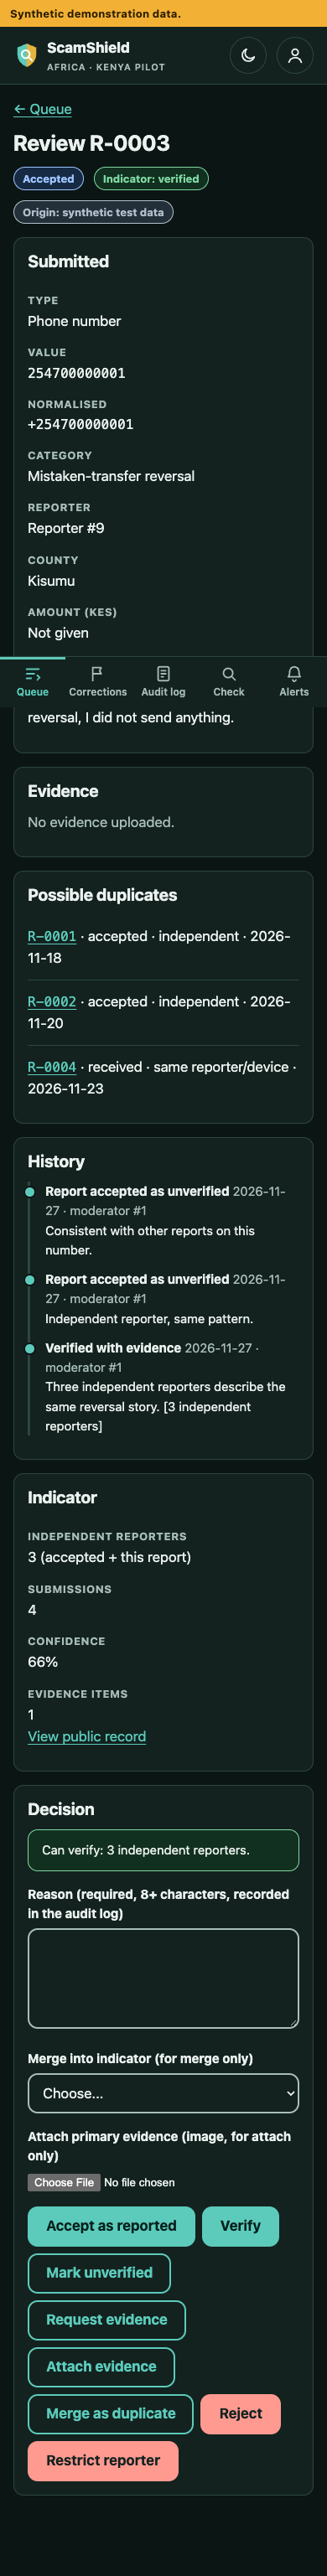 Synthetic demonstration data.
ScamShield
AFRICA · KENYA PILOT
← Queue
Review R-0003
Accepted
Indicator: verified
Origin: synthetic test data
Submitted
TYPE
Phone number
VALUE
254700000001
NORMALISED
+254700000001
CATEGORY
Mistaken-transfer reversal
REPORTER
Reporter #9
COUNTY
Kisumu
AMOUNT (KES)
Not given
Queue
Corrections
Audit log
Check
Alerts
reversal, I did not send anything.
Evidence
No evidence uploaded.
Possible duplicates
R-0001 · accepted · independent · 2026-
11-18
R-0002 · accepted · independent · 2026-
11-20
R-0004 · received · same reporter/device ·
2026-11-23
History
Report accepted as unverified 2026-11-
27 · moderator #1
Consistent with other reports on this
number.
Report accepted as unverified 2026-11-
27 · moderator #1
Independent reporter, same pattern.
Verified with evidence 2026-11-27 ·
moderator #1
Three independent reporters describe the
same reversal story. [3 independent
reporters]
Indicator
INDEPENDENT REPORTERS
3 (accepted + this report)
SUBMISSIONS
4
CONFIDENCE
66%
EVIDENCE ITEMS
1
View public record
Decision
Can verify: 3 independent reporters.
Reason (required, 8+ characters, recorded
in the audit log)
Merge into indicator (for merge only)
Choose...
Attach primary evidence (image, for attach
only)
Choose File No file chosen
Accept as reported
Verify
Mark unverified
Request evidence
Attach evidence
Merge as duplicate
Reject
Restrict reporter